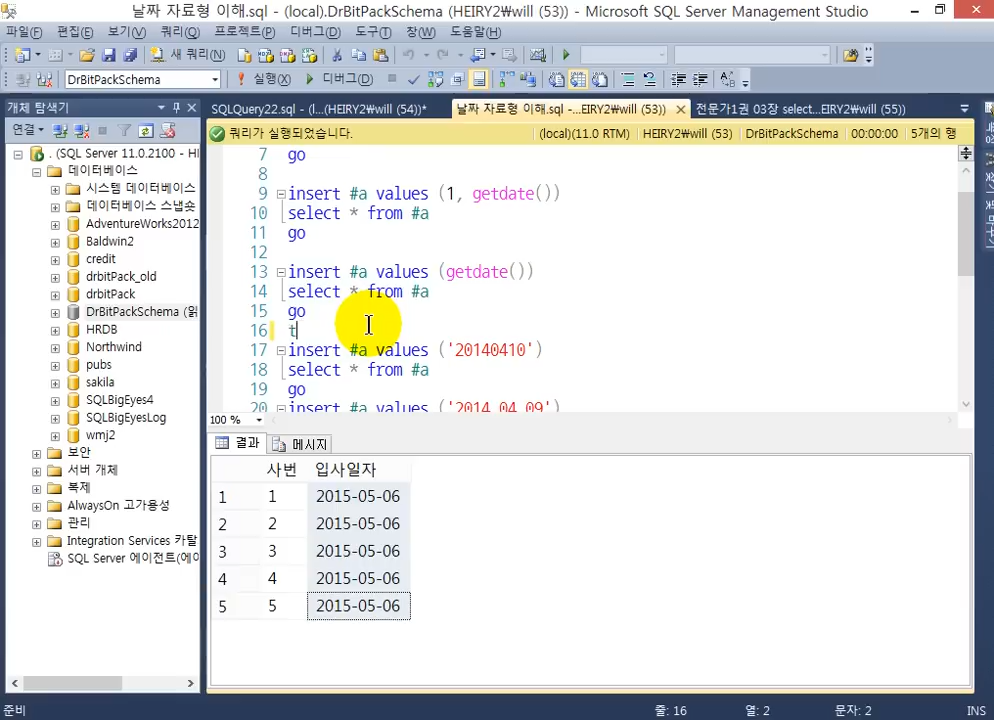 날짜 자료형 이해.sql - (local).DrBitPackSchema (HEIRY2₩will (53)) - Microsoft SQL Server Management Studio
파일(F) 편집(E) 보기(V) 쿼리(Q) 프로젝트(P) 디버그(D) 도구(T) 창(W) 도움말(H)
새 쿼리(N)
DrBitPackSchema 실행(X) 디버그(D)
개체 탐색기
연결
. (SQL Server 11.0.2100 - HI
데이터베이스
시스템 데이터베이스
데이터베이스 스냅숏
AdventureWorks2012
Baldwin2
credit
drbitPack_old
drbitPack
DrBitPackSchema (읽
HRDB
Northwind
pubs
sakila
SQLBigEyes4
SQLBigEyesLog
wmj2
보안
서버 개체
복제
AlwaysOn 고가용성
관리
Integration Services 카탈
SQL Server 에이전트(에이
SQLQuery22.sql - (l...(HEIRY2₩will (54))* 날짜 자료형 이해.sql -...EIRY2₩will (53)) 전문가1권 03장 select...EIRY2₩will (55))
쿼리가 실행되었습니다. (local)(11.0 RTM) HEIRY2₩will (53) DrBitPackSchema 00:00:00 5개의 행
7 go
8
9 insert #a values (1, getdate())
10 select * from #a
11 go
12
13 insert #a values (getdate())
14 select * from #a
15 go
16 t
17 insert #a values ('20140410')
18 select * from #a
19 go
20 insert #a values ('2014 04 09')
100 %
결과 메시지
사번 입사일자
1 1 2015-05-06
2 2 2015-05-06
3 3 2015-05-06
4 4 2015-05-06
5 5 2015-05-06
준비 줄: 16 열: 2 문자: 2 INS